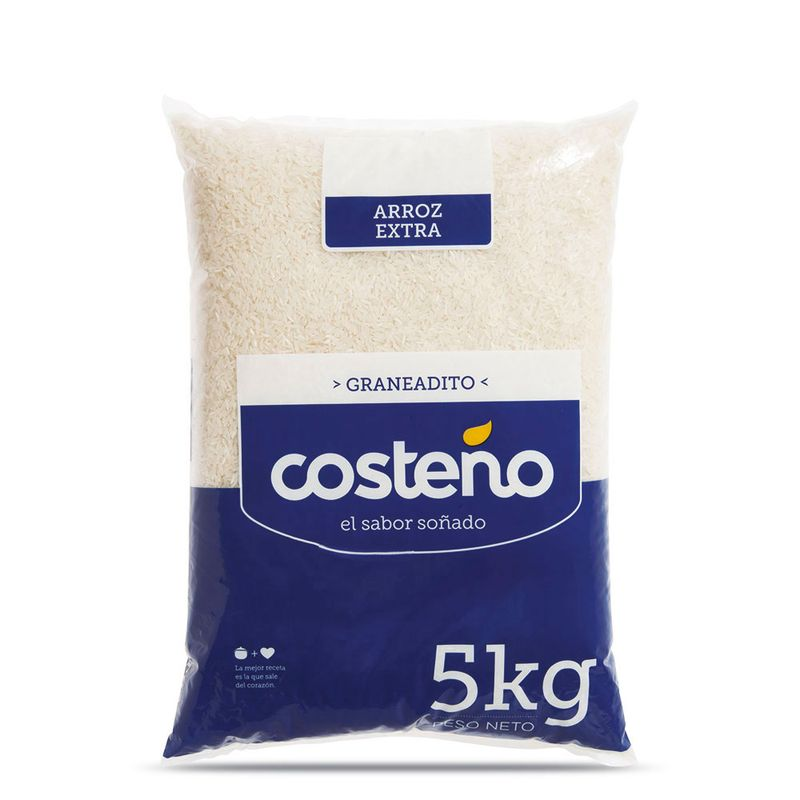 ARROZ
EXTRA
> GRANEADITO <
costeño
el sabor soñado
+
La mejor receta
es la que sale
del corazón.
5kg
PESO NETO